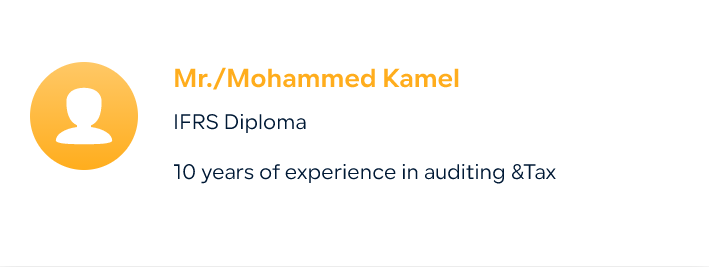 Mr./Mohammed Kamel
IFRS Diploma
10 years of experience in auditing &Tax